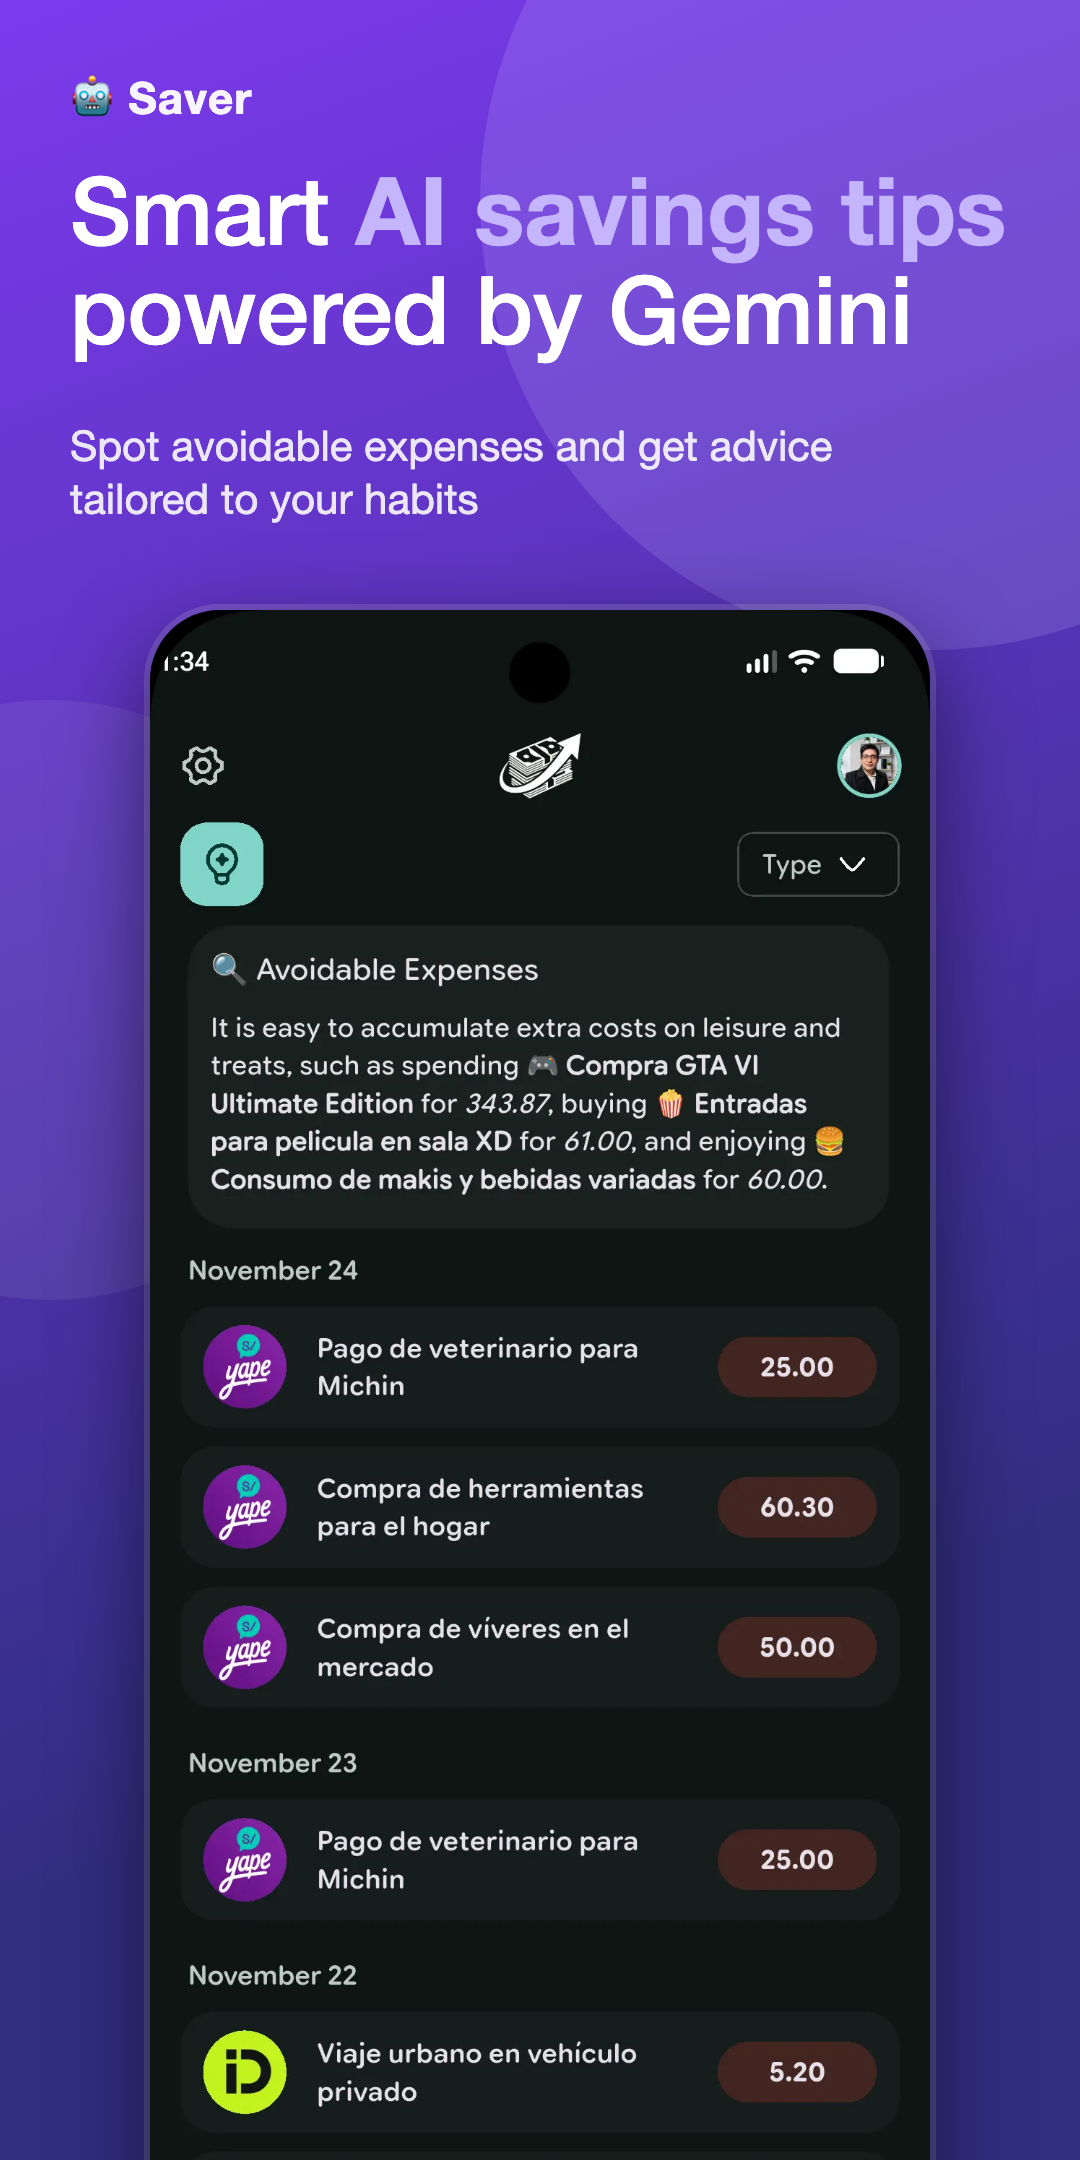 Saver
Smart AI savings tips
powered by Gemini
Spot avoidable expenses and get advice
tailored to your habits
:34
Type
Avoidable Expenses
It is easy to accumulate extra costs on leisure and
treats, such as spending 🎮 Compra GTA VI
Ultimate Edition for 343.87, buying 🍿 Entradas
para pelicula en sala XD for 61.00, and enjoying 🍔
Consumo de makis y bebidas variadas for 60.00.
November 24
S/
yape
Pago de veterinario para
Michin
25.00
S/
yape
Compra de herramientas
para el hogar
60.30
S/
yape
Compra de víveres en el
mercado
50.00
November 23
S/
yape
Pago de veterinario para
Michin
25.00
November 22
iD
Viaje urbano en vehículo
privado
5.20